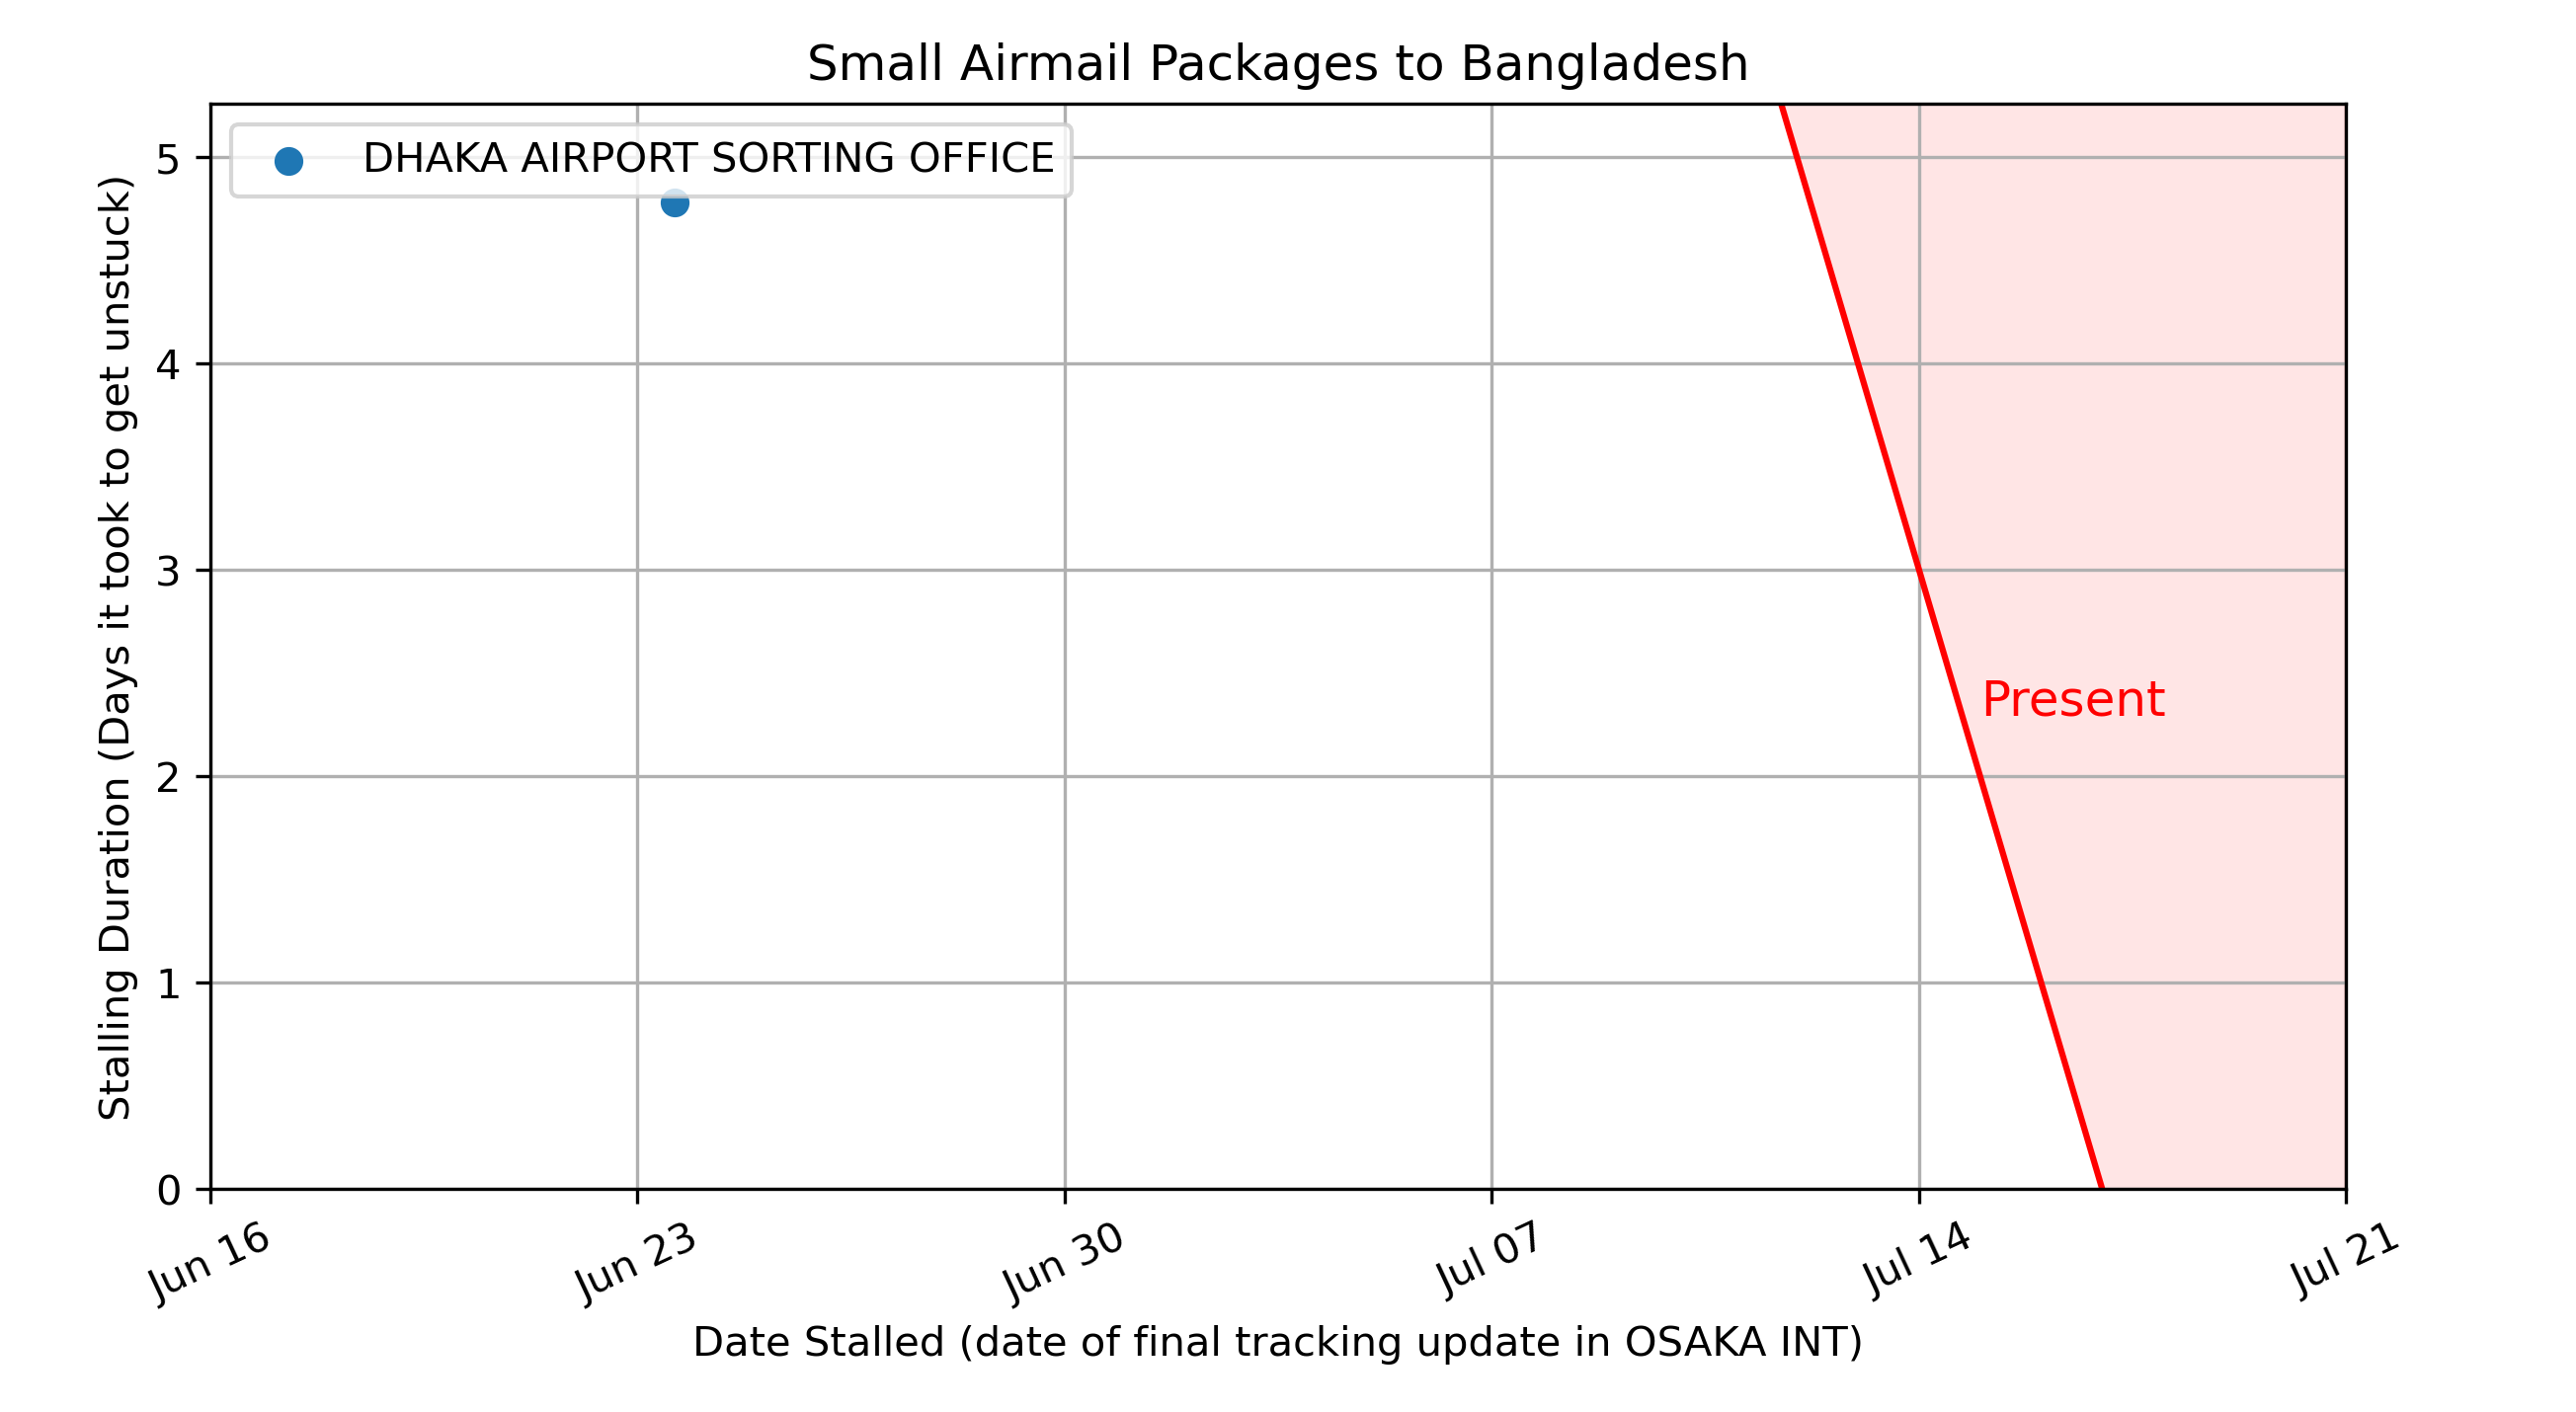 Small Airmail Packages to Bangladesh
DHAKA AIRPORT SORTING OFFICE
Stalling Duration (Days it took to get unstuck)
5
4
3
2
1
0
Present
Jun 16
Jun 23
Jun 30
Jul 07
Jul 14
Jul 21
Date Stalled (date of final tracking update in OSAKA INT)